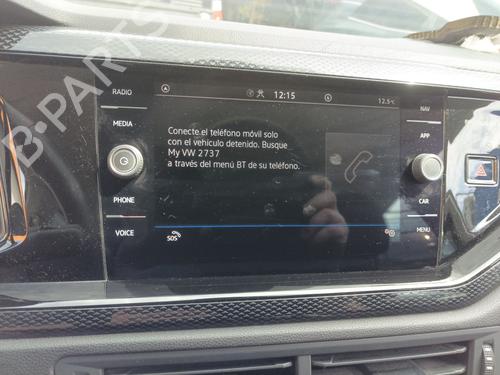 RADIO
MEDIA
PHONE
VOICE
12:15
12.5°C
Conecte el teléfono móvil solo
con el vehículo detenido. Busque
My VW 2737
a través del menú BT de su teléfono.
SOS
NAV
APP
CAR
MENU